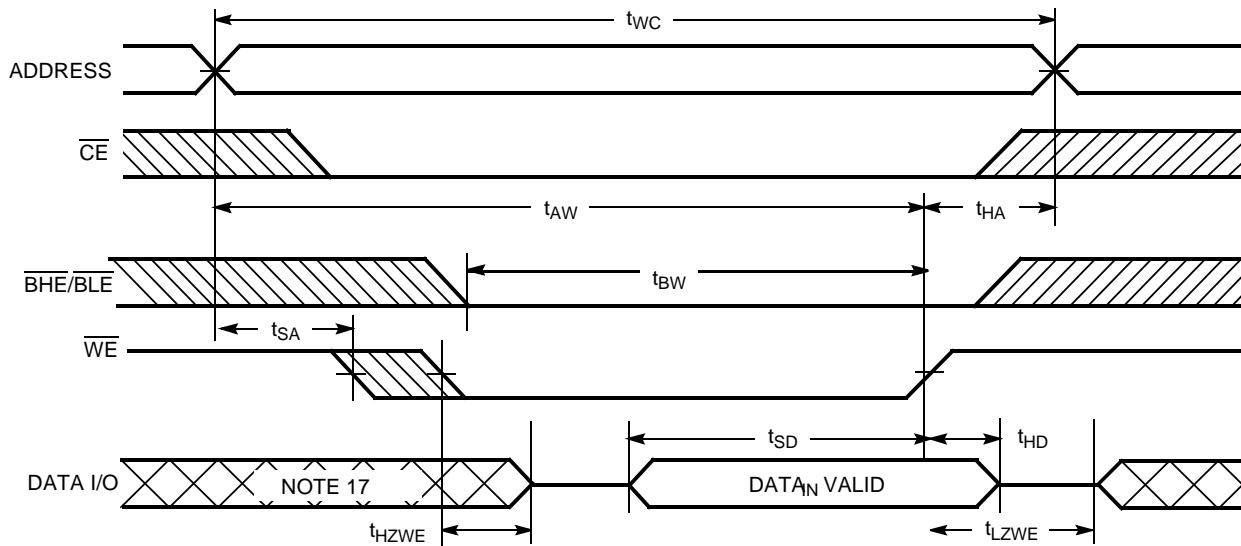 tWC
ADDRESS
CE
tAW
tHA
BHE/BLE
tBW
tSA
WE
tSD
tHD
DATA I/O
NOTE 17
DATAIN VALID
tHZWE
tLZWE